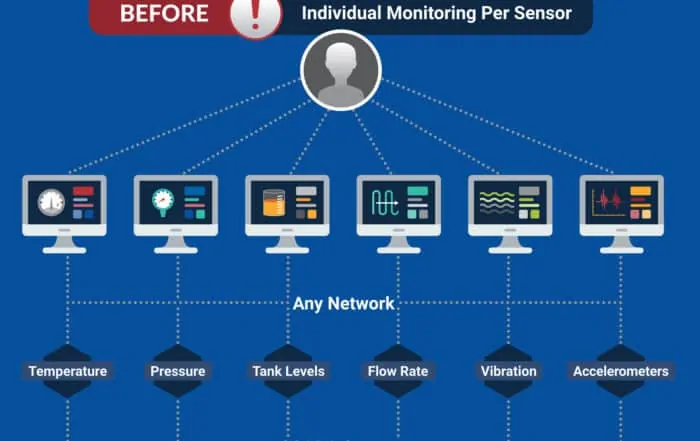 BEFORE ! Individual Monitoring Per Sensor
Any Network
Temperature Pressure Tank Levels Flow Rate Vibration Accelerometers